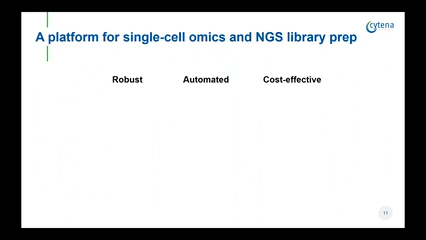 cytena
A platform for single-cell omics and NGS library prep
Robust Automated Cost-effective
11